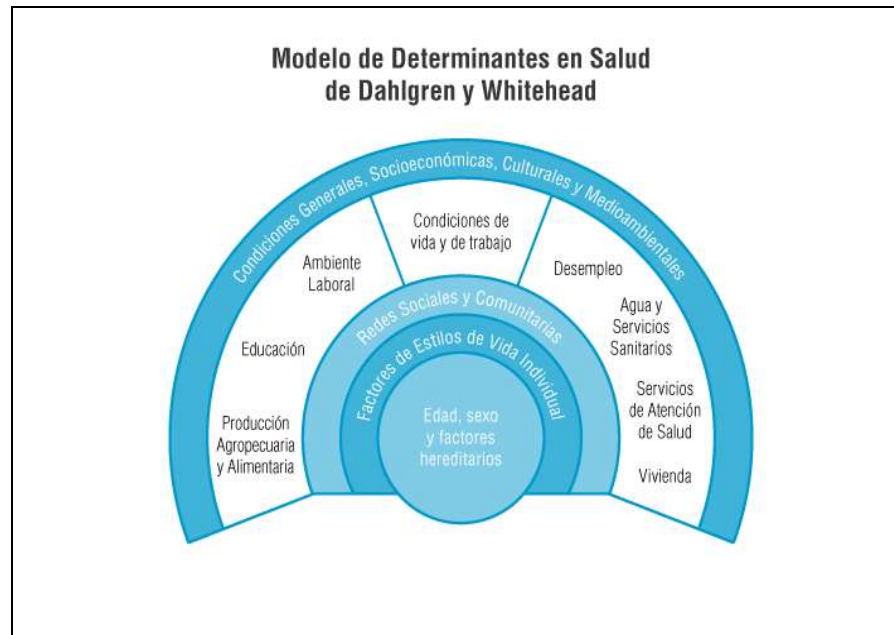 Modelo de Determinantes en Salud
de Dahlgren y Whitehead
Condiciones Generales, Socioeconómicas, Culturales y Medioambientales
Condiciones de
vida y de trabajo
Ambiente
Laboral
Desempleo
Educación
Agua y
Servicios
Sanitarios
Producción
Agropecuaria
y Alimentaria
Servicios
de Atención
de Salud
Vivienda
Redes Sociales y Comunitarias
Factores de Estilos de Vida Individual
Edad, sexo
y factores
hereditarios